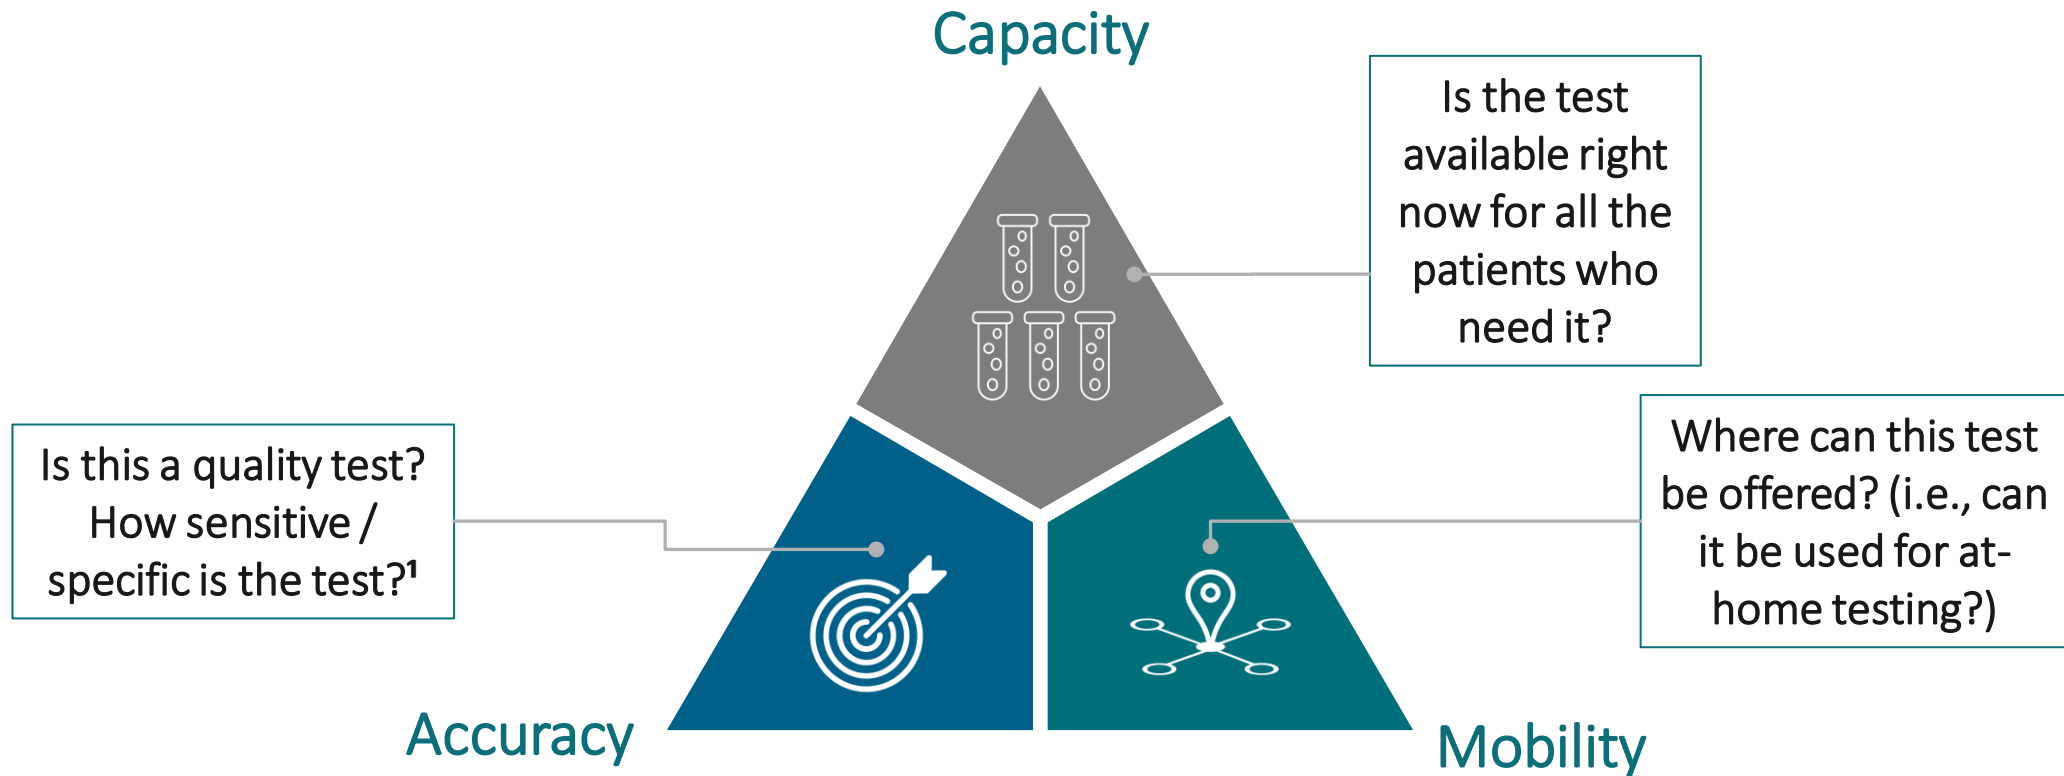 Capacity
Is the test
available right
now for all the
patients who
need it?
Is this a quality test?
How sensitive /
specific is the test?¹
Where can this test
be offered? (i.e., can
it be used for at-
home testing?)
Accuracy
Mobility